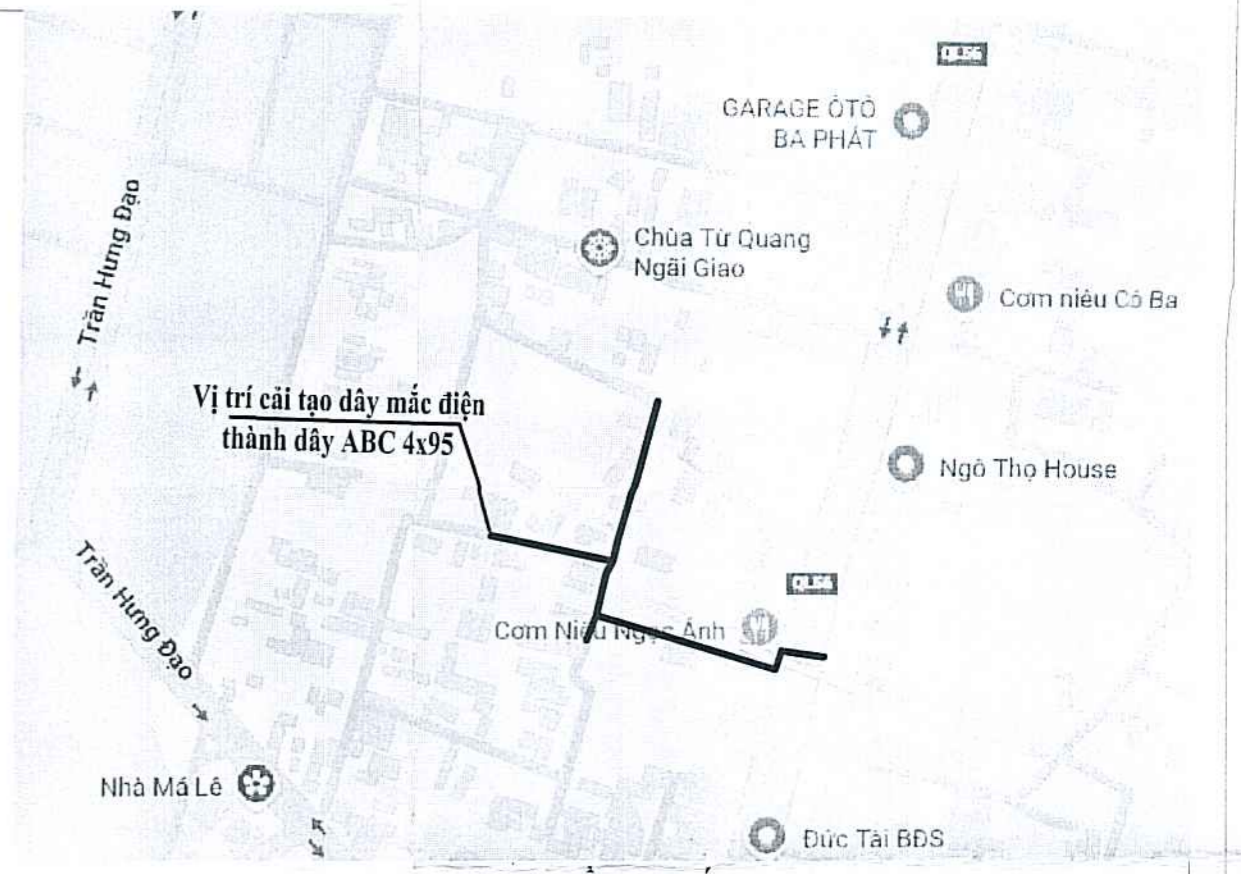 QL56
GARAGE ÔTÔ
BA PHÁT
Trần Hưng Đạo
Chùa Từ Quang
Ngãi Giao
Cơm niêu Cô Ba
Vị trí cải tạo dây mắc điện
thành dây ABC 4x95
Ngô Thọ House
Trần Hưng Đạo
QL56
Cơm Niêu Ngọc Ánh
Nhà Má Lê
Đức Tài BĐS